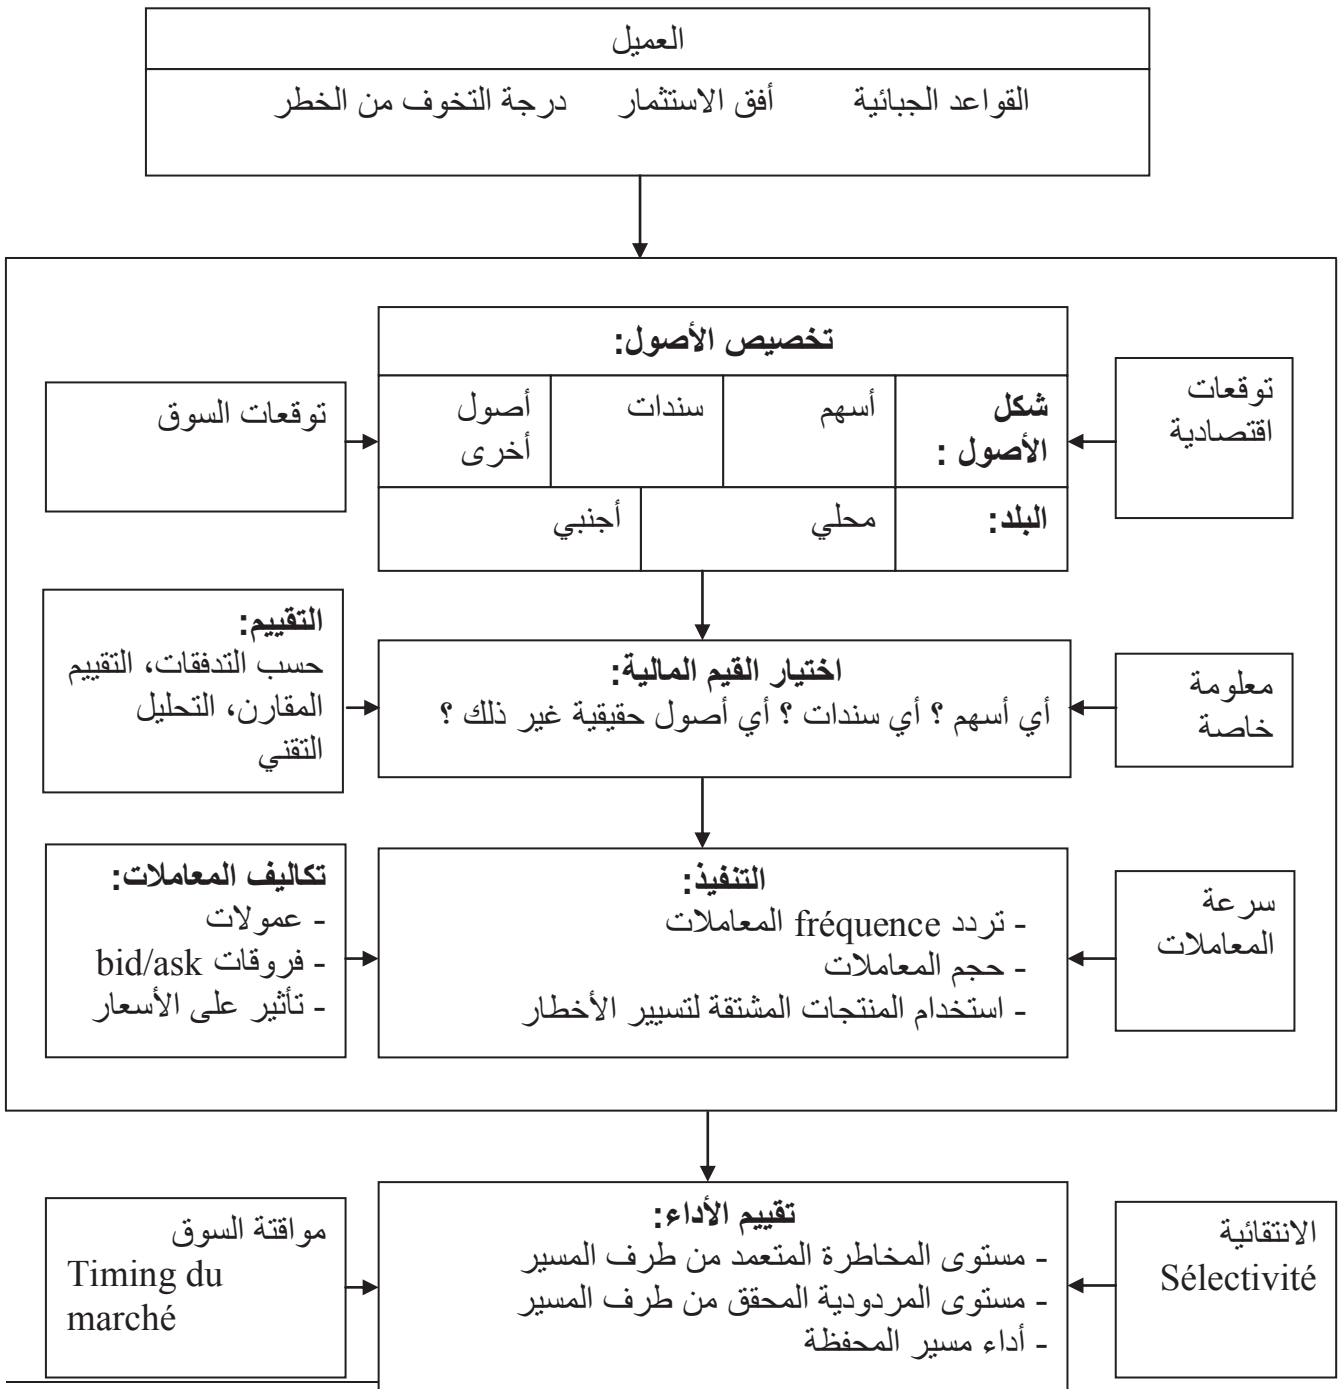 العميل
القواعد الجبائية أفق الاستثمار درجة التخوف من الخطر
تخصيص الأصول:
شكل
الأصول :
أسهم
سندات
أصول
أخرى
البلد:
محلي
أجنبي
توقعات
اقتصادية
توقعات السوق
اختيار القيم المالية:
أي أسهم ؟ أي سندات ؟ أي أصول حقيقية غير ذلك ؟
معلومة
خاصة
التقييم:
حسب التدفقات، التقييم
المقارن، التحليل
التقني
التنفيذ:
- تردد fréquence المعاملات
- حجم المعاملات
- استخدام المنتجات المشتقة لتسيير الأخطار
سرعة
المعاملات
تكاليف المعاملات:
- عمولات
- فروقات bid/ask
- تأثير على الأسعار
تقييم الأداء:
- مستوى المخاطرة المتعمد من طرف المسير
- مستوى المردودية المحقق من طرف المسير
- أداء مسير المحفظة
الانتقائية
Sélectivité
مواقتة السوق
Timing du
marché